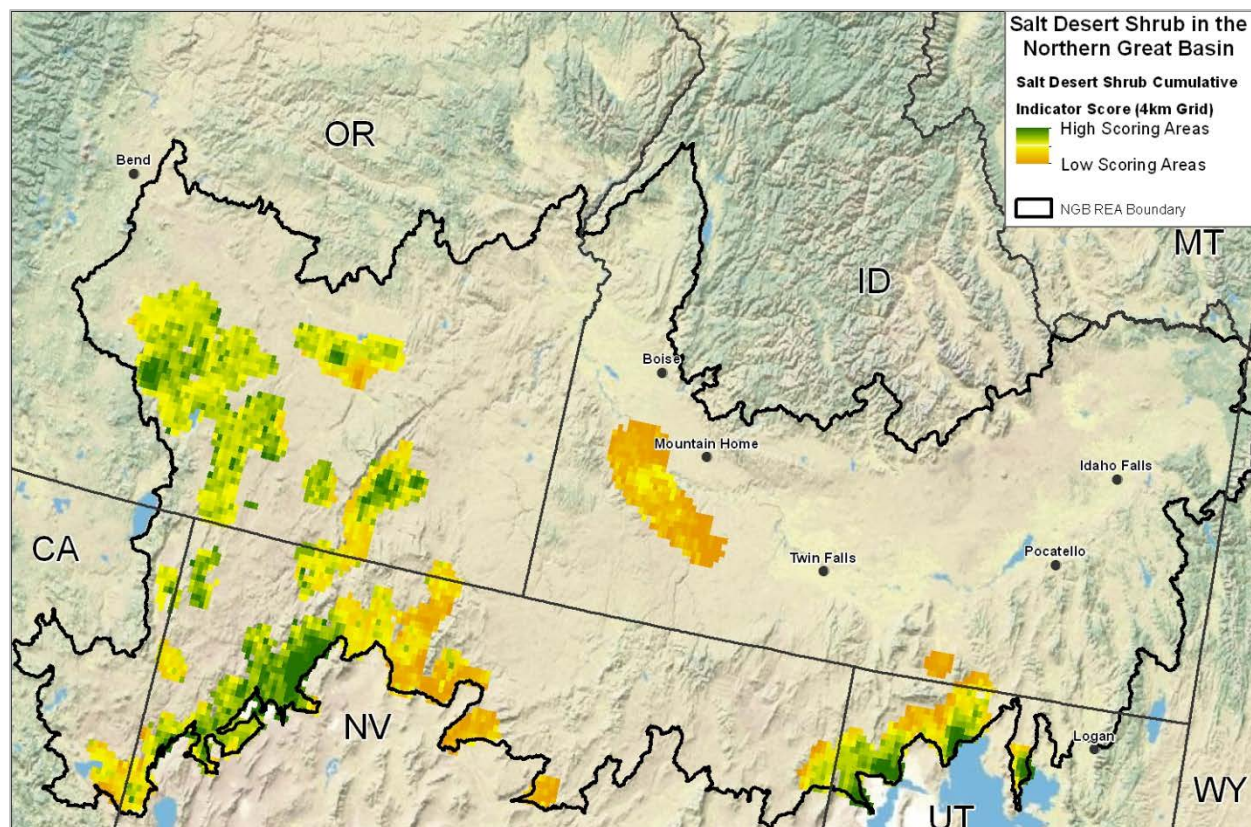 Salt Desert Shrub in the
Northern Great Basin
Salt Desert Shrub Cumulative
Indicator Score (4km Grid)
High Scoring Areas
Low Scoring Areas
NGB REA Boundary
OR
Bend
MT
ID
Boise
Mountain Home
Idaho Falls
CA
Twin Falls
Pocatello
NV
Logan
WY
UT